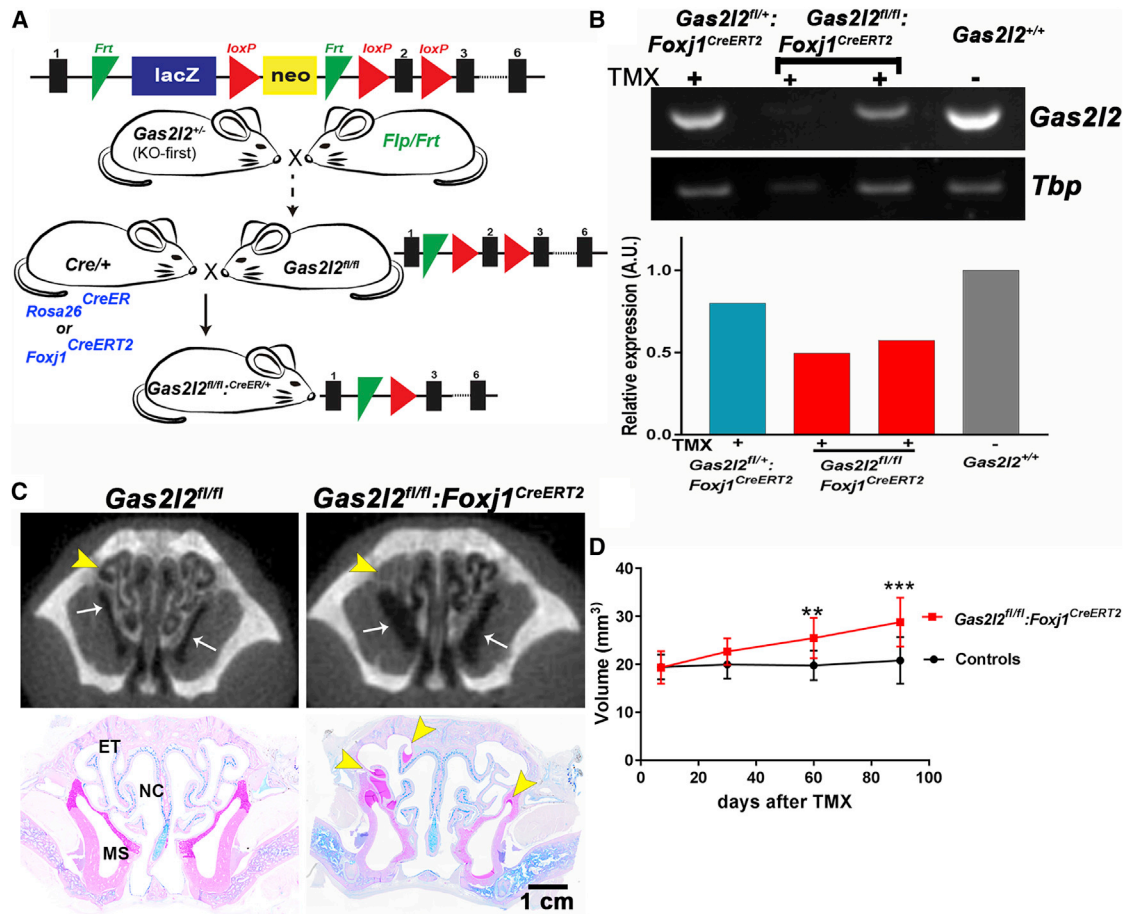 A
1 Frt loxP Frt loxP 2 loxP 3 6
lacZ neo
Gas2l2+/-
(KO-first)
X
Flp/Frt
Cre/+
X
Gas2l2fl/fl
1 2 3 6
Rosa26CreER
or
Foxj1CreERT2
Gas2l2fl/fl:CreER/+
1 3 6
B
Gas2l2fl/+:
Foxj1CreERT2
Gas2l2fl/fl:
Foxj1CreERT2
Gas2l2+/+
TMX + + + -
Gas2l2
Tbp
Relative expression (A.U.)
1.0
0.5
0.0
TMX + + + -
Gas2l2fl/+:
Foxj1CreERT2
Gas2l2fl/fl
Foxj1CreERT2
Gas2l2+/+
C
Gas2l2fl/fl
Gas2l2fl/fl:Foxj1CreERT2
ET
NC
MS
1 cm
D
Volume (mm3)
40
30
20
10
0
** ***
0 20 40 60 80 100
days after TMX
Gas2l2fl/fl:Foxj1CreERT2
Controls